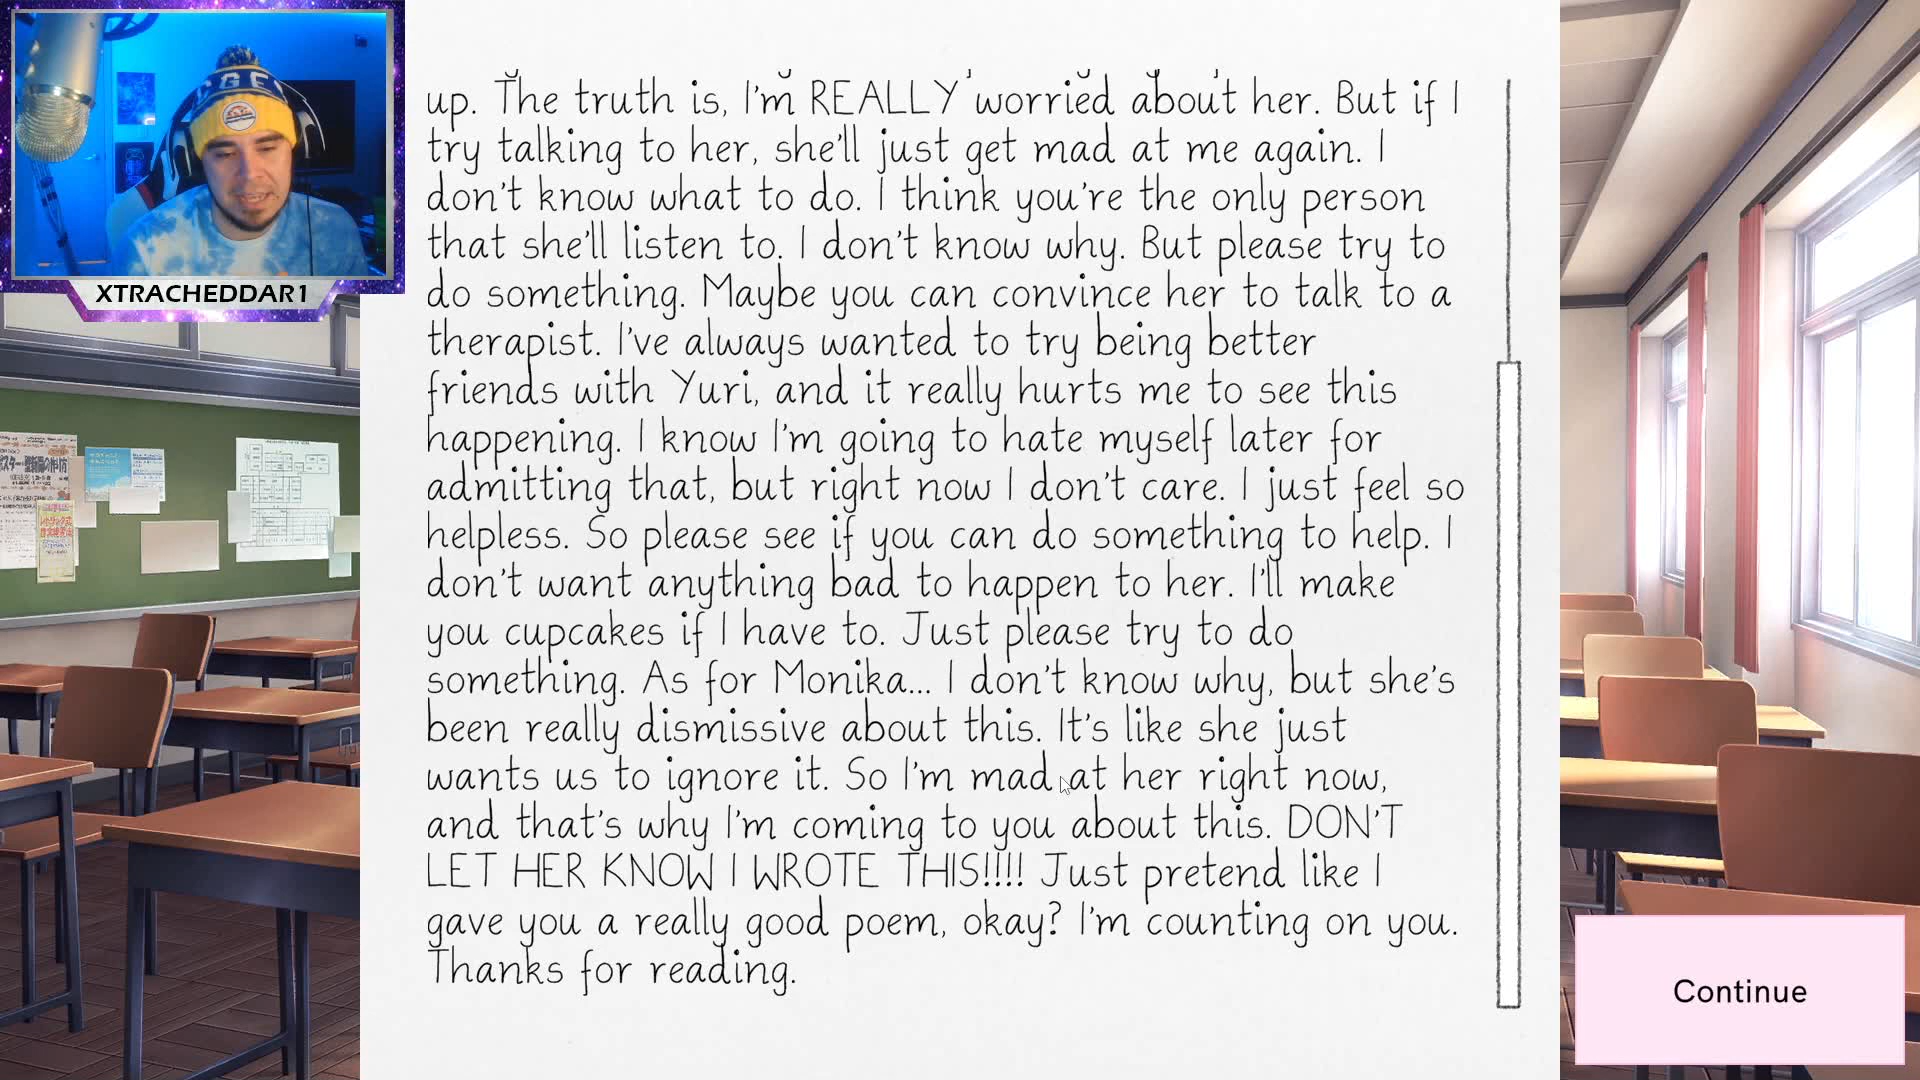 XTRACHEDDAR1
up. The truth is, I'm REALLY worried about her. But if I
try talking to her, she'll just get mad at me again. I
don't know what to do. I think you're the only person
that she'll listen to. I don't know why. But please try to
do something. Maybe you can convince her to talk to a
therapist. I've always wanted to try being better
friends with Yuri, and it really hurts me to see this
happening. I know I'm going to hate myself later for
admitting that, but right now I don't care. I just feel so
helpless. So please see if you can do something to help. I
don't want anything bad to happen to her. I'll make
you cupcakes if I have to. Just please try to do
something. As for Monika... I don't know why, but she's
been really dismissive about this. It's like she just
wants us to ignore it. So I'm mad at her right now,
and that's why I'm coming to you about this. DON'T
LET HER KNOW I WROTE THIS!!!! Just pretend like I
gave you a really good poem, okay? I'm counting on you.
Thanks for reading.
Continue